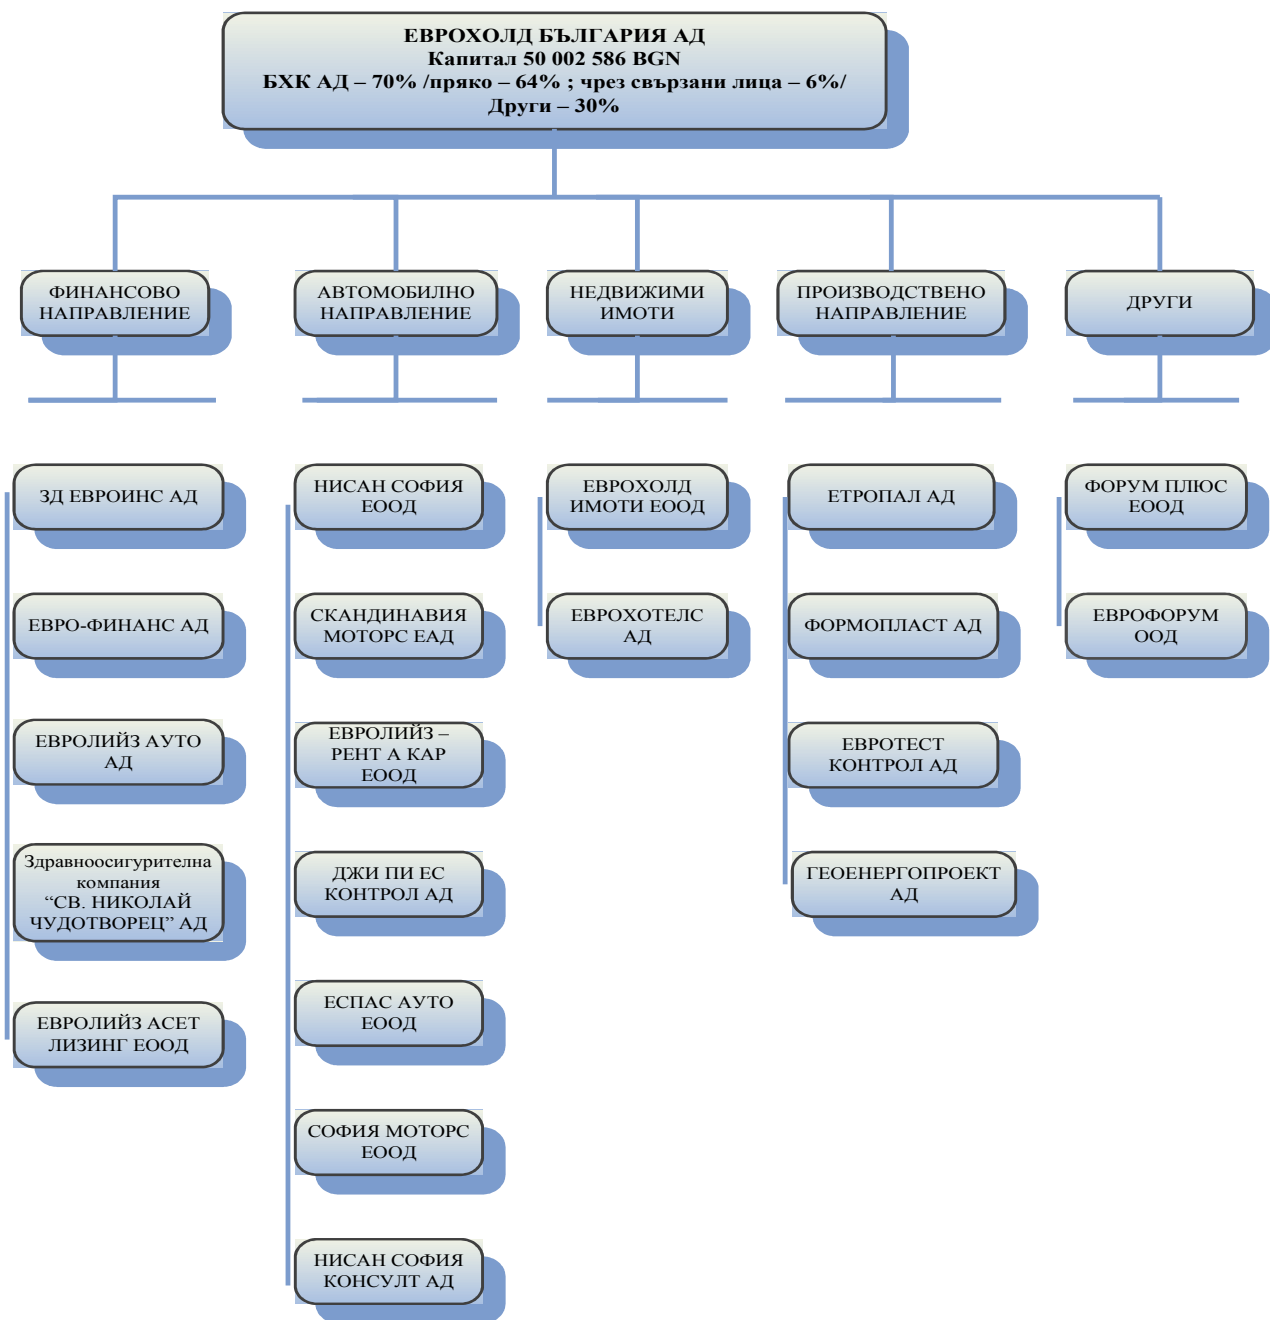 ЕВРОХОЛД БЪЛГАРИЯ АД
Капитал 50 002 586 BGN
БХК АД – 70% /пряко – 64% ; чрез свързани лица – 6%/
Други – 30%
ФИНАНСОВО
НАПРАВЛЕНИЕ
АВТОМОБИЛНО
НАПРАВЛЕНИЕ
НЕДВИЖИМИ
ИМОТИ
ПРОИЗВОДСТВЕНО
НАПРАВЛЕНИЕ
ДРУГИ
ЗД ЕВРОИНС АД
ЕВРО-ФИНАНС АД
ЕВРОЛИЙЗ АУТО
АД
Здравноосигурителна
компания
“СВ. НИКОЛАЙ
ЧУДОТВОРЕЦ” АД
ЕВРОЛИЙЗ АСЕТ
ЛИЗИНГ ЕООД
НИСАН СОФИЯ
ЕООД
СКАНДИНАВИЯ
МОТОРС ЕАД
ЕВРОЛИЙЗ –
РЕНТ А КАР
ЕООД
ДЖИ ПИ ЕС
КОНТРОЛ АД
ЕСПАС АУТО
ЕООД
СОФИЯ МОТОРС
ЕООД
НИСАН СОФИЯ
КОНСУЛТ АД
ЕВРОХОЛД
ИМОТИ ЕООД
ЕВРОХОТЕЛС
АД
ЕТРОПАЛ АД
ФОРМОПЛАСТ АД
ЕВРОТЕСТ
КОНТРОЛ АД
ГЕОЕНЕРГОПРОЕКТ
АД
ФОРУМ ПЛЮС
ЕООД
ЕВРОФОРУМ
ООД